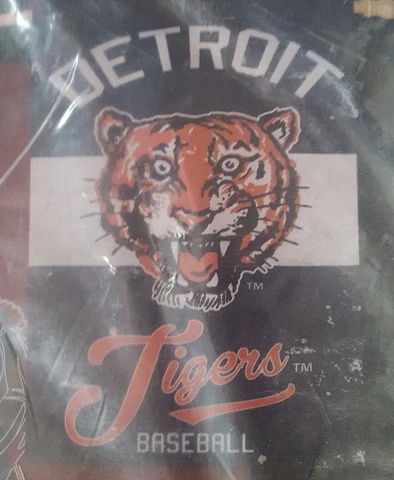 DETROIT
TM
Tigers TM
BASEBALL